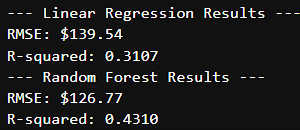 --- Linear Regression Results ---
RMSE: $139.54
R-squared: 0.3107
--- Random Forest Results ---
RMSE: $126.77
R-squared: 0.4310